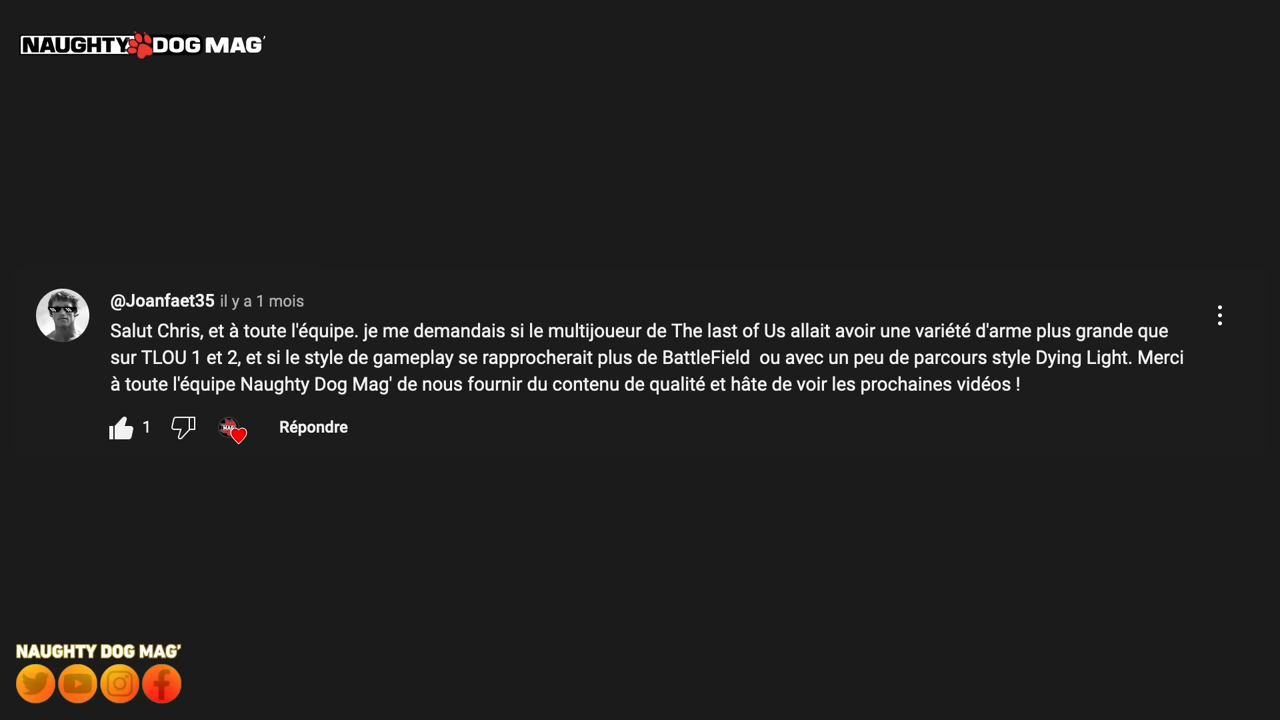 NAUGHTY DOG MAG'
@Joanfaet35 il y a 1 mois
Salut Chris, et à toute l'équipe. je me demandais si le multijoueur de The last of Us allait avoir une variété d'arme plus grande que
sur TLOU 1 et 2, et si le style de gameplay se rapprocherait plus de BattleField  ou avec un peu de parcours style Dying Light. Merci
à toute l'équipe Naughty Dog Mag' de nous fournir du contenu de qualité et hâte de voir les prochaines vidéos !
1 Répondre
NAUGHTY DOG MAG'